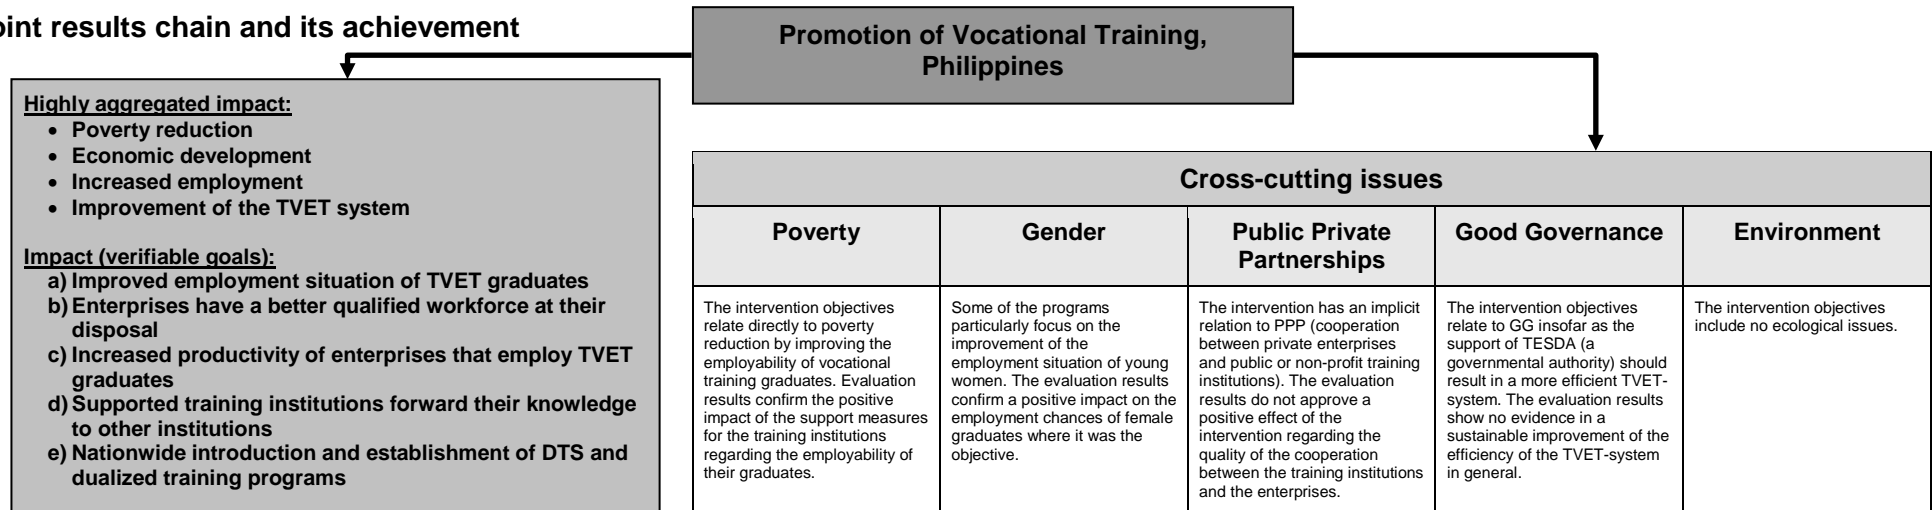 oint results chain and its achievement
Promotion of Vocational Training,
Philippines
Highly aggregated impact:
• Poverty reduction
• Economic development
• Increased employment
• Improvement of the TVET system
Impact (verifiable goals):
a) Improved employment situation of TVET graduates
b) Enterprises have a better qualified workforce at their
disposal
c) Increased productivity of enterprises that employ TVET
graduates
d) Supported training institutions forward their knowledge
to other institutions
e) Nationwide introduction and establishment of DTS and
dualized training programs
Cross-cutting issues
Poverty
Gender
Public Private
Partnerships
Good Governance
Environment
The intervention objectives
relate directly to poverty
reduction by improving the
employability of vocational
training graduates. Evaluation
results confirm the positive
impact of the support measures
for the training institutions
regarding the employability of
their graduates.
Some of the programs
particularly focus on the
improvement of the
employment situation of young
women. The evaluation results
confirm a positive impact on the
employment chances of female
graduates where it was the
objective.
The intervention has an implicit
relation to PPP (cooperation
between private enterprises
and public or non-profit training
institutions). The evaluation
results do not approve a
positive effect of the
intervention regarding the
quality of the cooperation
between the training institutions
and the enterprises.
The intervention objectives
relate to GG insofar as the
support of TESDA (a
governmental authority) should
result in a more efficient TVET-
system. The evaluation results
show no evidence in a
sustainable improvement of the
efficiency of the TVET-system
in general.
The intervention objectives
include no ecological issues.